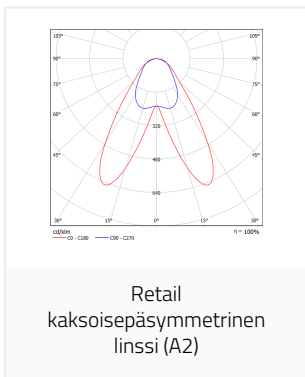 105° 105°
90° 90°
75° 75°
60° 60°
320
45° 480 45°
640
30° 15° 0° 15° 30°
cd/klm η = 100%
C0 - C180 C90 - C270
Retail
kaksoisepäsymmetrinen
linssi (A2)